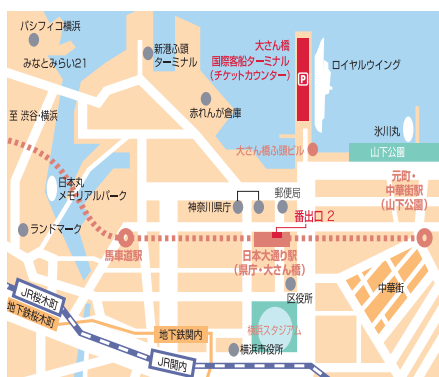 パシフィコ横浜
みなとみらい21
新港ふ頭
ターミナル
大さん橋
国際客船ターミナル
(チケットカウンター)
P
ロイヤルウイング
赤れんが倉庫
至 渋谷・横浜
氷川丸
大さん橋ふ頭ビル
山下公園
元町・
中華街駅
(山下公園)
日本丸
メモリアルパーク
郵便局
神奈川県庁
番出口 2
ランドマーク
馬車道駅
日本大通り駅
(県庁・大さん橋)
中華街
区役所
JR桜木町
地下鉄桜木町
地下鉄関内
横浜スタジアム
横浜市役所
JR関内